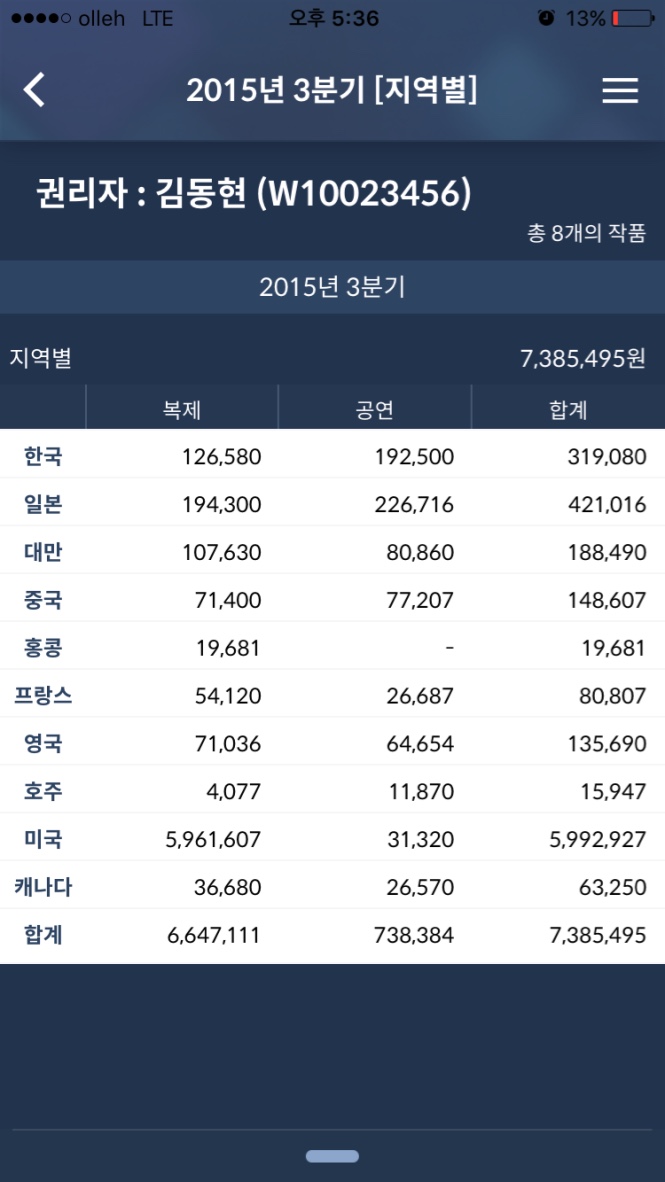 olleh LTE 오후 5:36 13%
2015년 3분기 [지역별]
권리자 : 김동현 (W10023456)
총 8개의 작품
2015년 3분기
지역별 7,385,495원
복제 공연 합계
한국 126,580 192,500 319,080
일본 194,300 226,716 421,016
대만 107,630 80,860 188,490
중국 71,400 77,207 148,607
홍콩 19,681 - 19,681
프랑스 54,120 26,687 80,807
영국 71,036 64,654 135,690
호주 4,077 11,870 15,947
미국 5,961,607 31,320 5,992,927
캐나다 36,680 26,570 63,250
합계 6,647,111 738,384 7,385,495